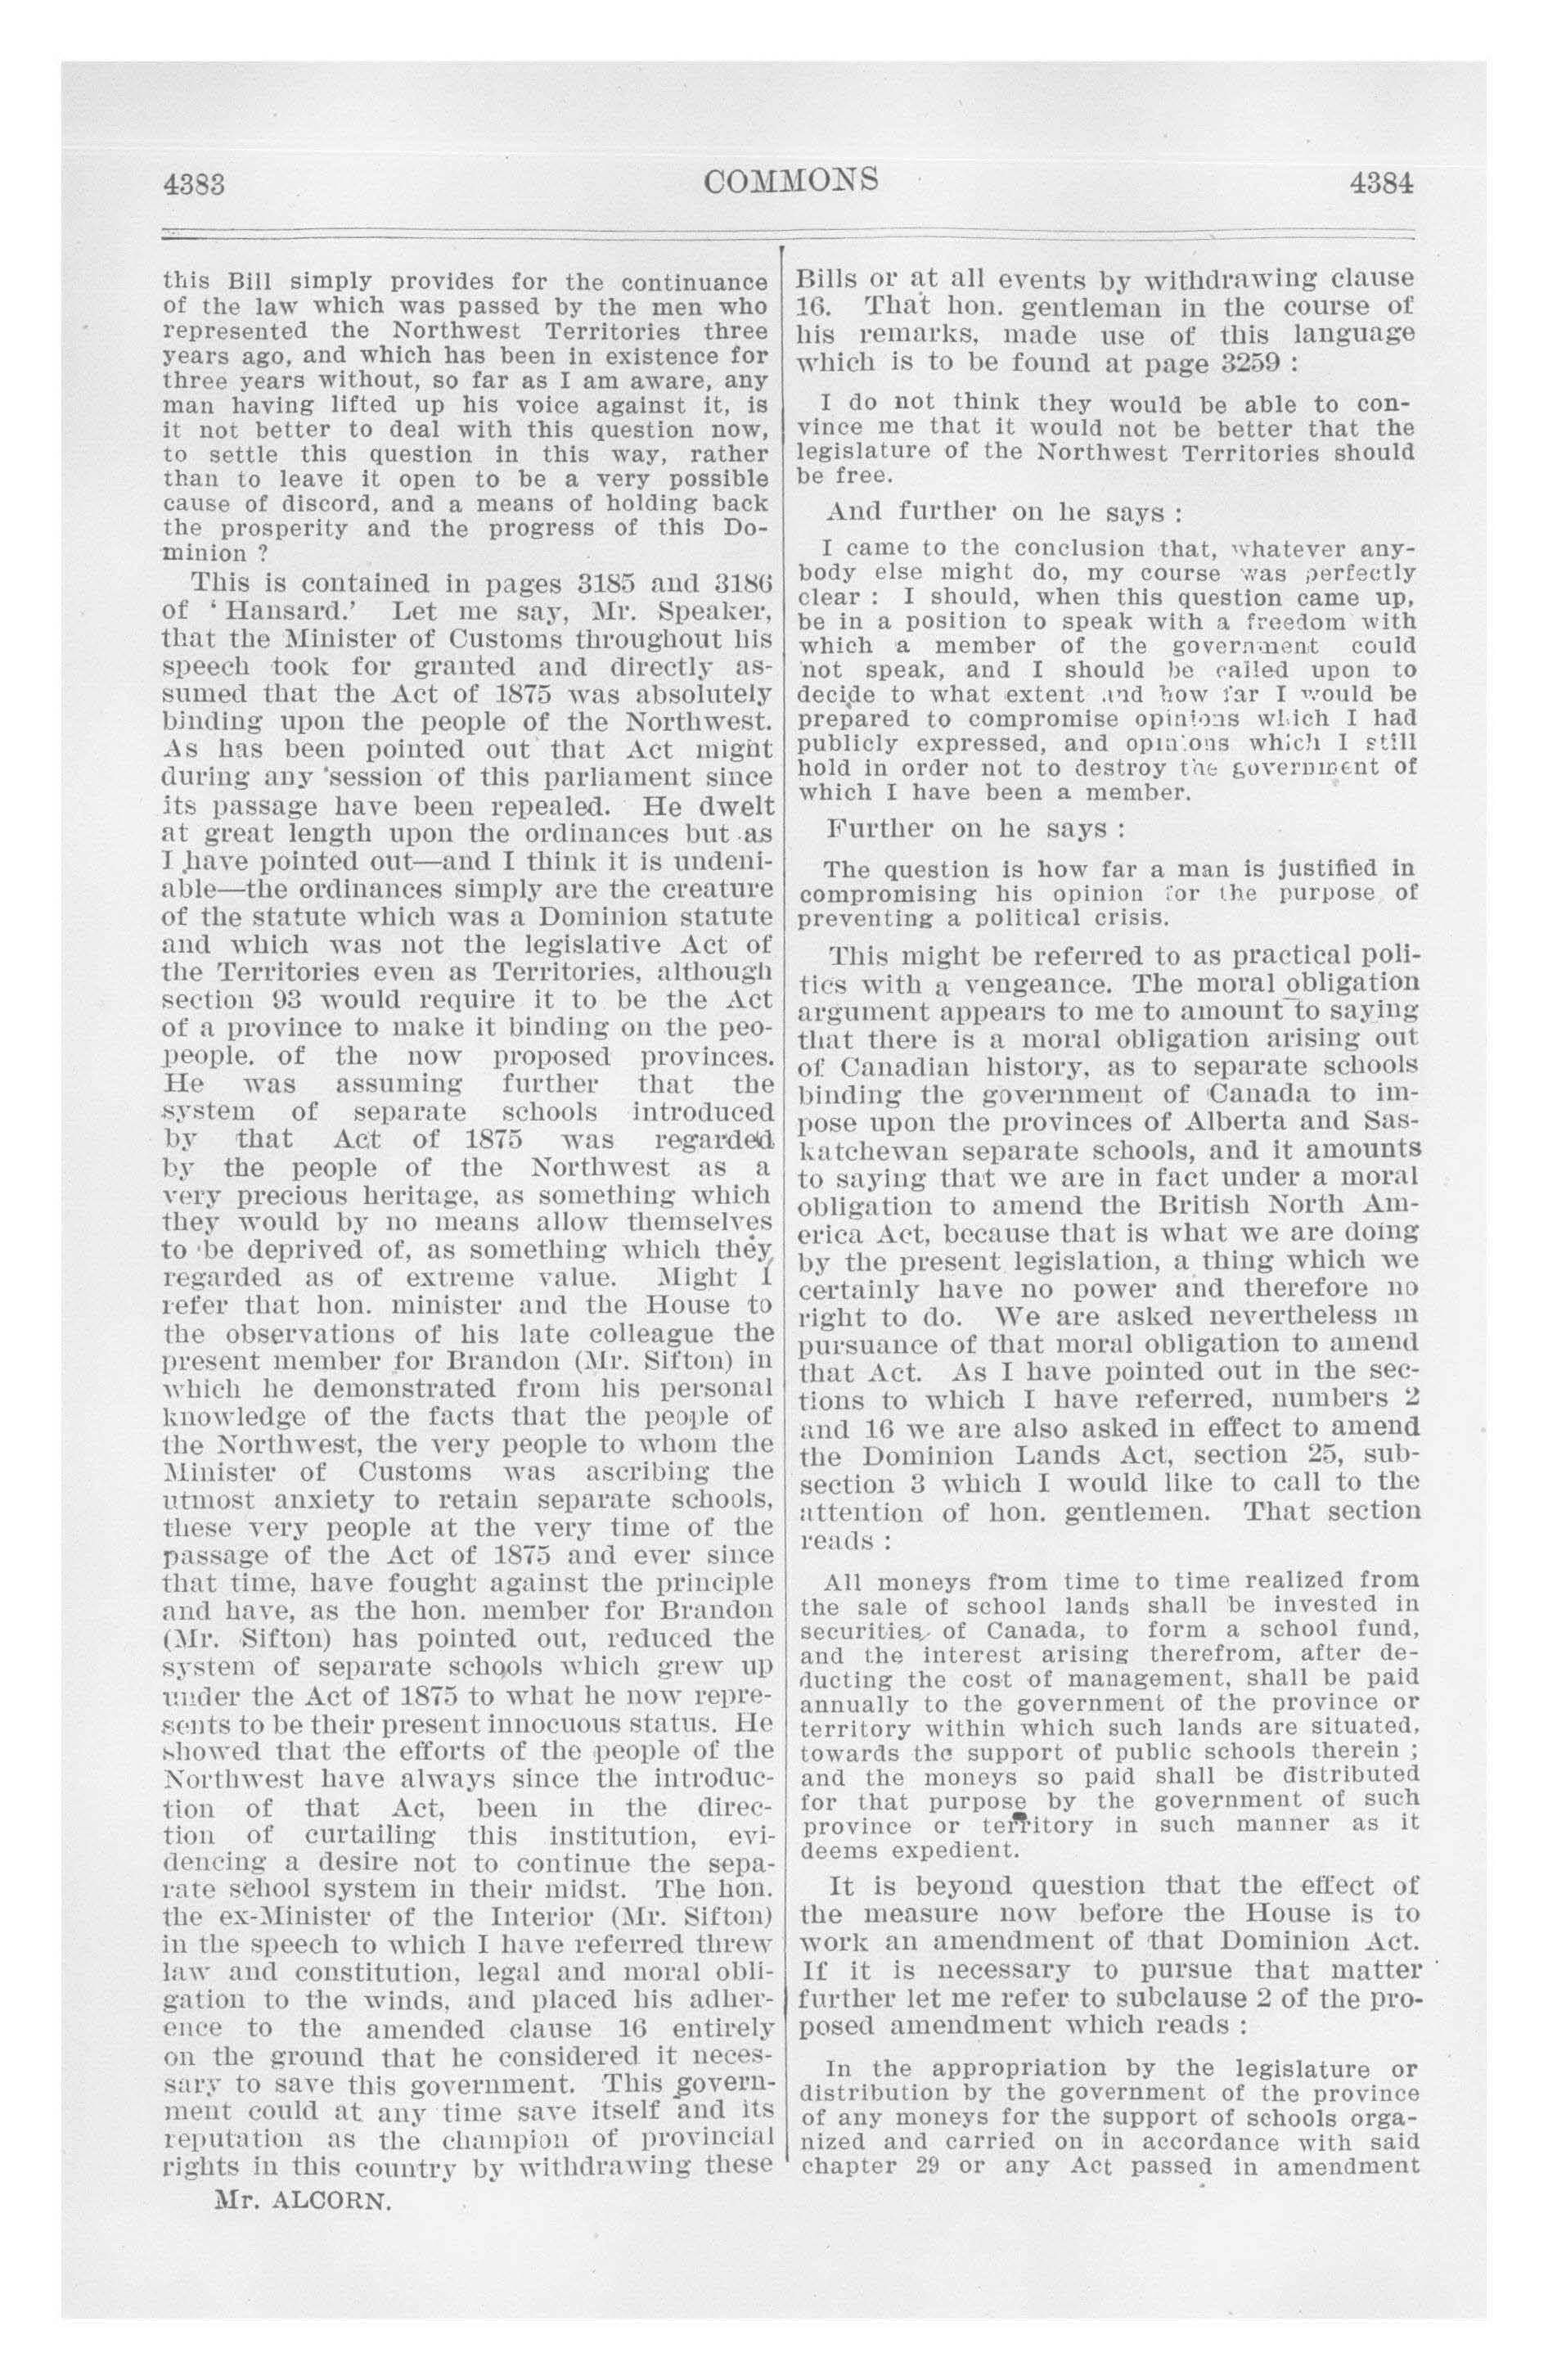 4383
COMMONS
4384
this Bill simply provides for the continuance
of the law which was passed by the men who
represented the Northwest Territories three
years ago, and which has been in existence for
three years without, so far as I am aware, any
man having lifted up his voice against it, is
it not better to deal with this question now,
to settle this question in this way, rather
than to leave it open to be a very possible
cause of discord, and a means of holding back
the prosperity and the progress of this Do-
minion ?
This is contained in pages 3185 and 3186
of 'Hansard.' Let me say, Mr. Speaker,
that the Minister of Customs throughout his
speech took for granted and directly as-
sumed that the Act of 1875 was absolutely
binding upon the people of the Northwest.
As has been pointed out that Act might
during any session of this parliament since
its passage have been repealed. He dwelt
at great length upon the ordinances but as
I have pointed out—and I think it is undeni-
able—the ordinances simply are the creature
of the statute which was a Dominion statute
and which was not the legislative Act of
the Territories even as Territories, although
section 93 would require it to be the Act
of a province to make it binding on the peo-
people. of the now proposed provinces.
He was assuming further that the
system of separate schools introduced
by that Act of 1875 was regarded
by the people of the Northwest as a
very precious heritage, as something which
they would by no means allow themselves
to be deprived of, as something which they
regarded as of extreme value. Might I
refer that hon. minister and the House to
the observations of his late colleague the
present member for Brandon (Mr. Sifton) in
which he demonstrated from his personal
knowledge of the facts that the people of
the Northwest, the very people to whom the
Minister of Customs was ascribing the
utmost anxiety to retain separate schools,
these very people at the very time of the
passage of the Act of 1875 and ever since
that time, have fought against the principle
and have, as the hon. member for Brandon
(Mr. Sifton) has pointed out, reduced the
system of separate schools which grew up
under the Act of 1875 to what he now repre-
sents to be their present innocuous status. He
showed that the efforts of the people of the
Northwest have always since the introduc-
tion of that Act, been in the direc-
tion of curtailing this institution, evi-
dencing a desire not to continue the sepa-
rate school system in their midst. The hon.
the ex-Minister of the Interior (Mr. Sifton)
in the speech to which I have referred threw
law and constitution, legal and moral obli-
gation to the winds, and placed his adher-
ence to the amended clause 16 entirely
on the ground that he considered it neces-
sary to save this government. This govern-
ment could at any time save itself and its
reputation as the champion of provincial
rights in this country by withdrawing these
Mr. ALCORN.
Bills or at all events by withdrawing clause
16. That hon. gentleman in the course of
his remarks, made use of this language
which is to be found at page 3259 :
I do not think they would be able to con-
vince me that it would not be better that the
legislature of the Northwest Territories should
be free.
And further on he says :
I came to the conclusion that, whatever any-
body else might do, my course was perfectly
clear : I should, when this question came up,
be in a position to speak with a freedom with
which a member of the government could
not speak, and I should be called upon to
decide to what extent and how far I would be
prepared to compromise opinions which I had
publicly expressed, and opinions which I still
hold in order not to destroy the government of
which I have been a member.
Further on he says :
The question is how far a man is justified in
compromising his opinion for the purpose of
preventing a political crisis.
This might be referred to as practical poli-
tics with a vengeance. The moral obligation
argument appears to me to amount to saying
that there is a moral obligation arising out
of Canadian history, as to separate schools
binding the government of Canada to im-
pose upon the provinces of Alberta and Sas-
katchewan separate schools, and it amounts
to saying that we are in fact under a moral
obligation to amend the British North Am-
erica Act, because that is what we are doing
by the present legislation, a thing which we
certainly have no power and therefore no
right to do. We are asked nevertheless in
pursuance of that moral obligation to amend
that Act. As I have pointed out in the sec-
tions to which I have referred, numbers 2
and 16 we are also asked in effect to amend
the Dominion Lands Act, section 25, sub-
section 3 which I would like to call to the
attention of hon. gentlemen. That section
reads :
All moneys from time to time realized from
the sale of school lands shall be invested in
securities of Canada, to form a school fund,
and the interest arising therefrom, after de-
ducting the cost of management, shall be paid
annually to the government of the province or
territory within which such lands are situated,
towards the support of public schools therein ;
and the moneys so paid shall be distributed
for that purpose by the government of such
province or territory in such manner as it
deems expedient.
It is beyond question that the effect of
the measure now before the House is to
work an amendment of that Dominion Act.
If it is necessary to pursue that matter
further let me refer to subclause 2 of the pro-
posed amendment which reads :
In the appropriation by the legislature or
distribution by the government of the province
of any moneys for the support of schools orga-
nized and carried on in accordance with said
chapter 29 or any Act passed in amendment